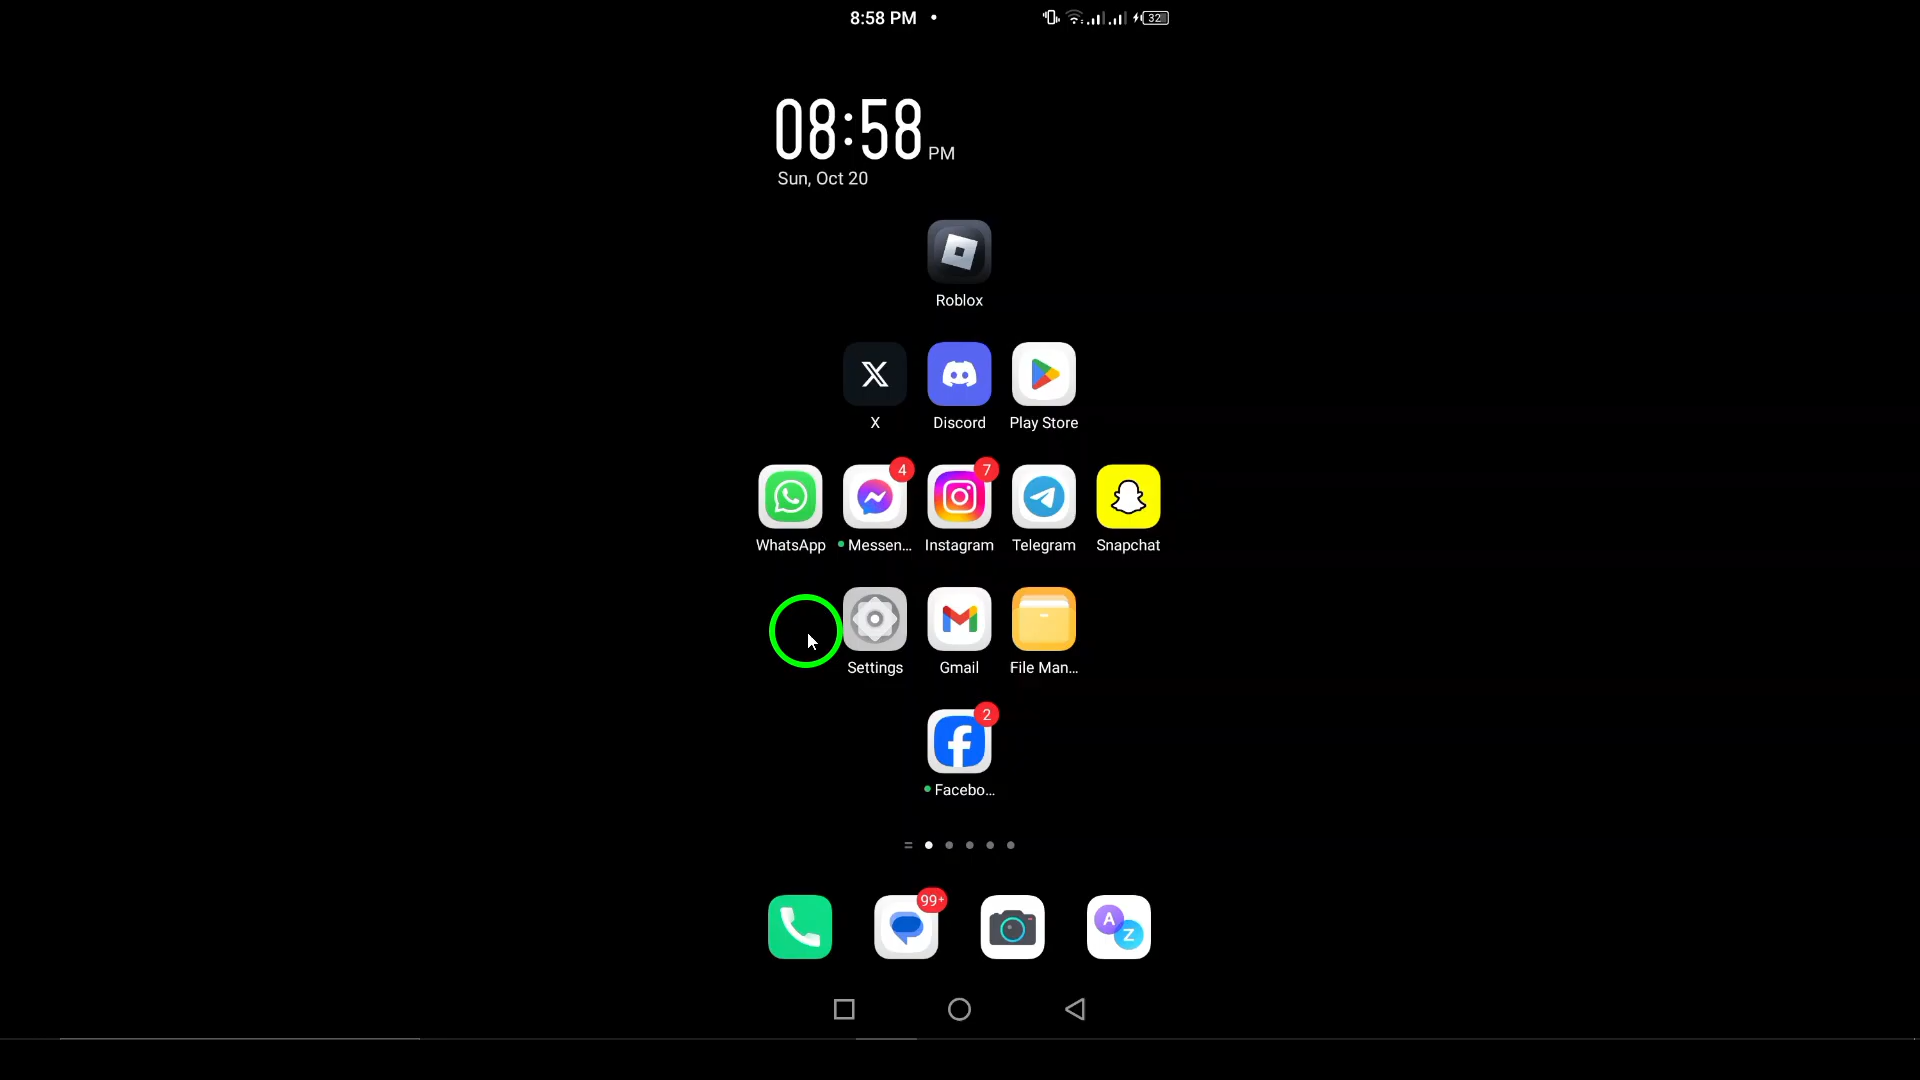 8:58 PM
32
08:58 PM
Sun, Oct 20
Roblox
X
Discord
Play Store
4
7
WhatsApp
Messen...
Instagram
Telegram
Snapchat
Settings
Gmail
File Man...
2
Facebo...
99+
A
Z